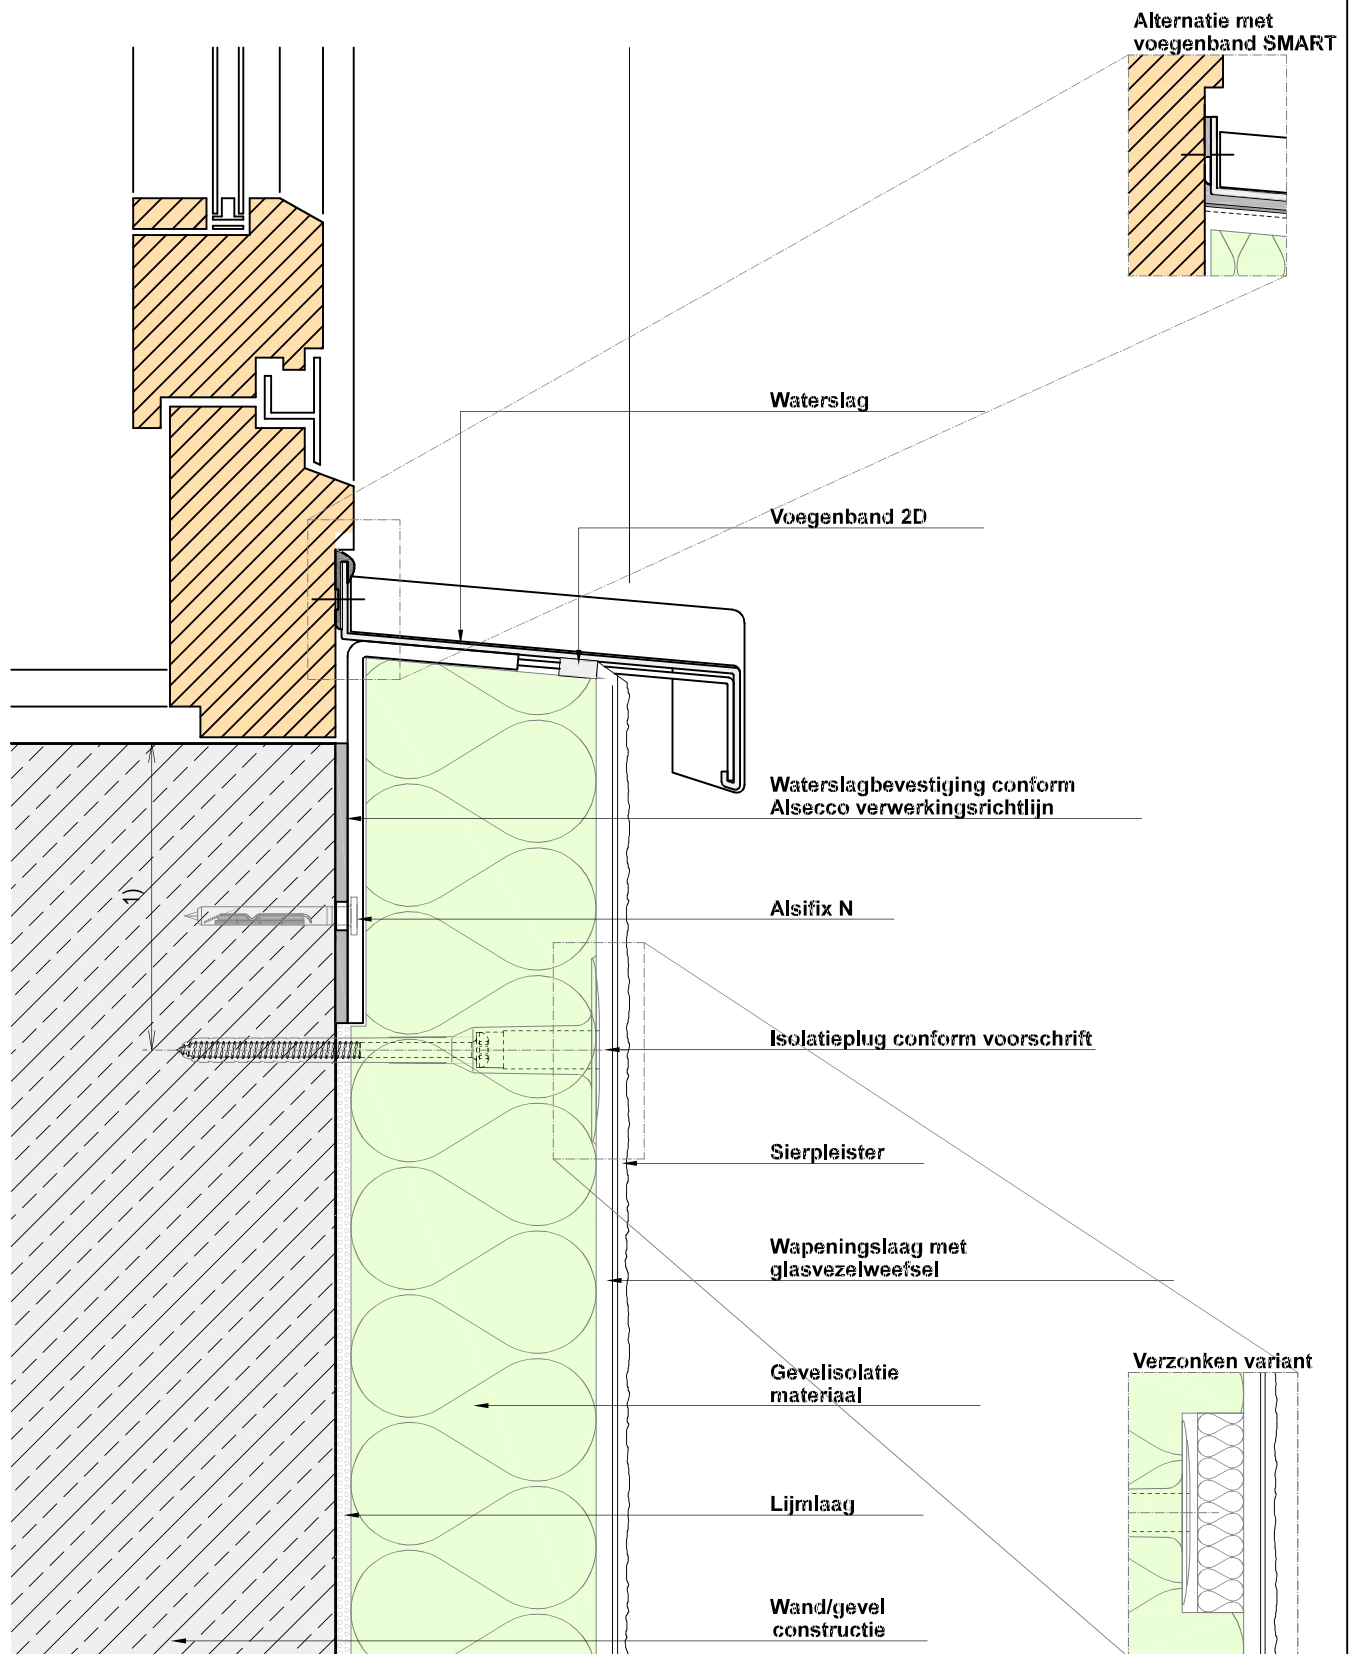 Alternatie met
voegenband SMART
Waterslag
Voegenband 2D
Waterslagbevestiging conform
Alsecco verwerkingsrichtlijn
1)
Alsifix N
Isolatieplug conform voorschrift
Sierpleister
Wapeningslaag met
glasvezelweefsel
Verzonken variant
Gevelisolatie
materiaal
Lijmlaag
Wand/gevel
constructie